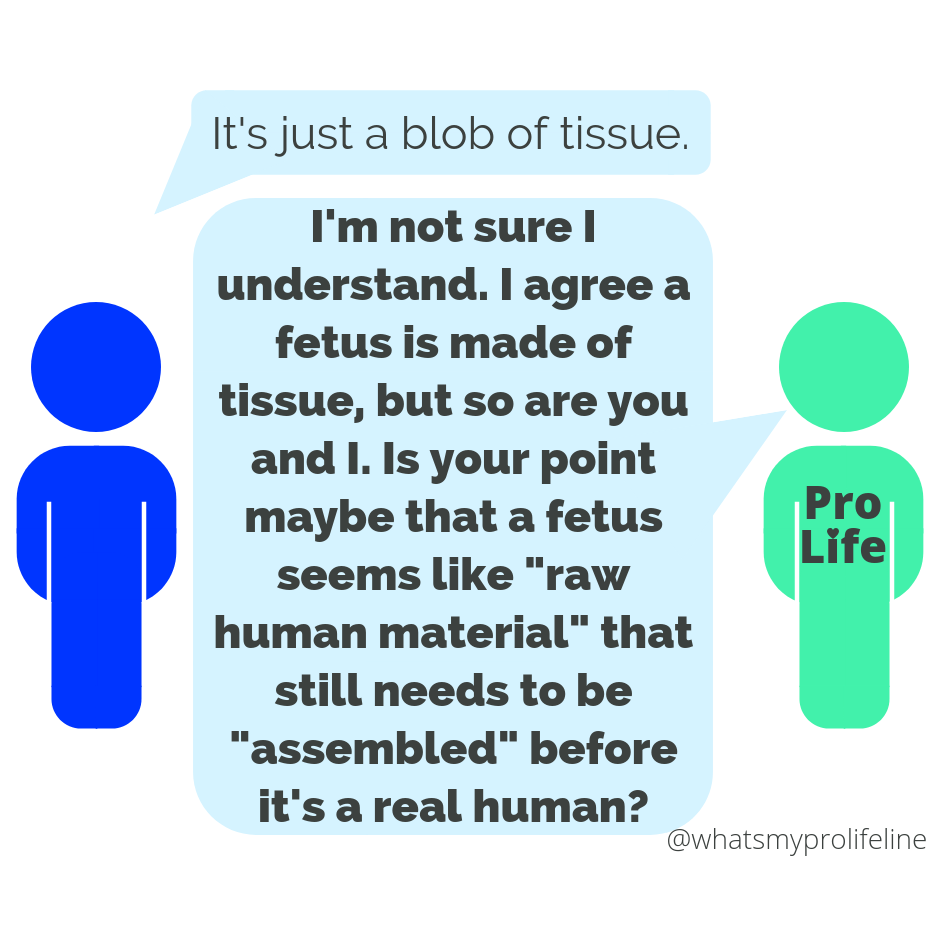 It's just a blob of tissue.
I'm not sure I
understand. I agree a
fetus is made of
tissue, but so are you
and I. Is your point
maybe that a fetus
seems like "raw
human material" that
still needs to be
"assembled" before
it's a real human?
Pro
Life
@whatsmyprolifeline